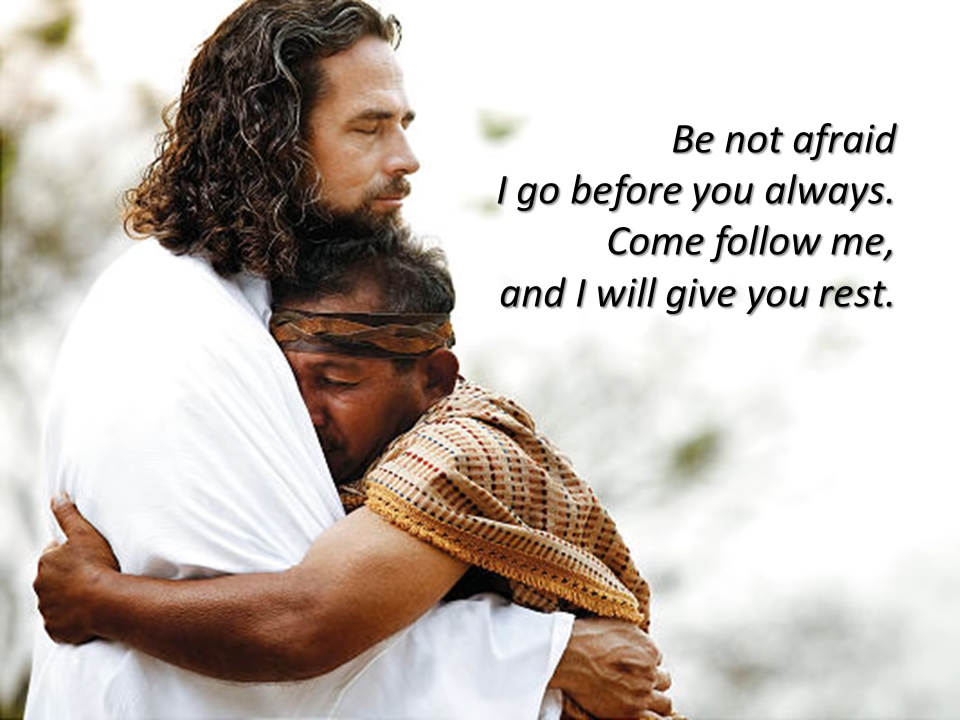 Be not afraid
I go before you always.
Come follow me,
and I will give you rest.